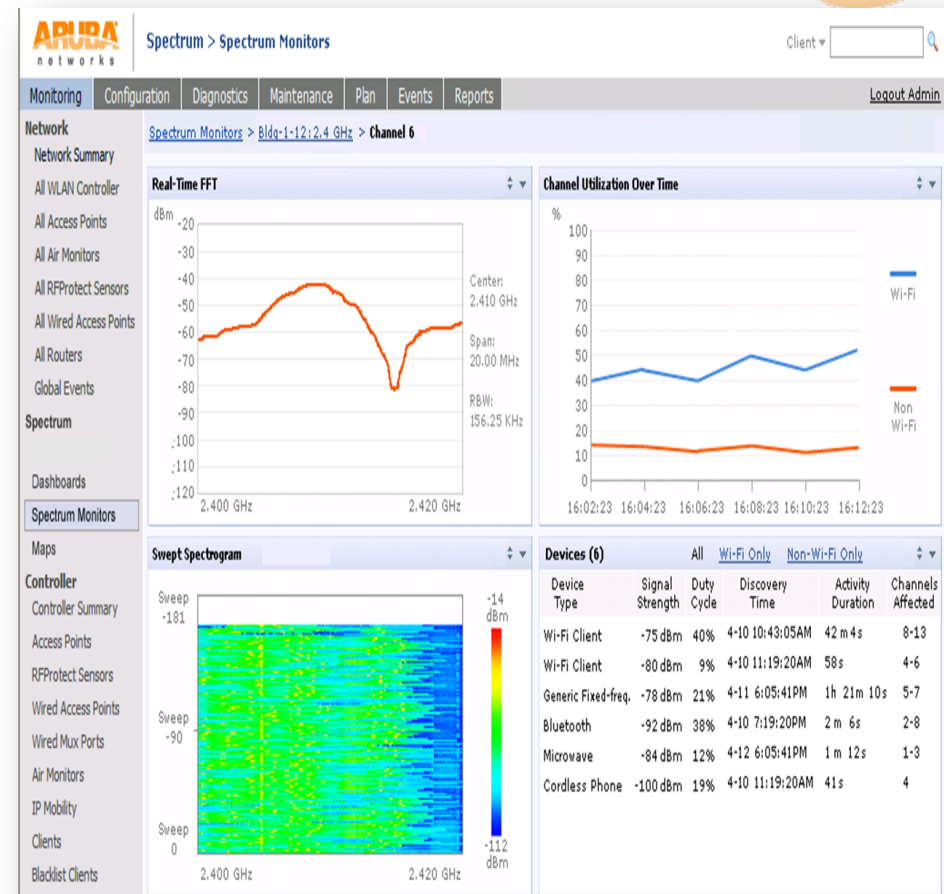 ARUBA
networks
Spectrum > Spectrum Monitors
Client
Monitoring Configuration Diagnostics Maintenance Plan Events Reports
Logout Admin
Network
Network Summary
All WLAN Controller
All Access Points
All Air Monitors
All RFProtect Sensors
All Wired Access Points
All Routers
Global Events
Spectrum
Dashboards
Spectrum Monitors
Maps
Controller
Controller Summary
Access Points
RFProtect Sensors
Wired Access Points
Wired Mux Ports
Air Monitors
IP Mobility
Clients
Blacklist Clients
Spectrum Monitors > Bldg-1-12:2.4 GHz > Channel 6
Real-Time FFT
dBm
-20
-30
-40
-50
-60
-70
-80
-90
-100
-110
-120
2.400 GHz 2.420 GHz
Center:
2.410 GHz
Span:
20.00 MHz
RBW:
156.25 KHz
Channel Utilization Over Time
%
100
90
80
70
60
50
40
30
20
10
0
16:02:23 16:04:23 16:06:23 16:08:23 16:10:23 16:12:23
Wi-Fi
Non
Wi-Fi
Swept Spectrogram
Sweep
-181
Sweep
-90
Sweep
0
2.400 GHz 2.420 GHz
-14
dBm
-112
dBm
Devices (6) All Wi-Fi Only Non-Wi-Fi Only
Device Signal Duty Discovery Activity Channels
Type Strength Cycle Time Duration Affected
Wi-Fi Client -75 dBm 40% 4-10 10:43:05AM 42 m 4s 8-13
Wi-Fi Client -80 dBm 9% 4-10 11:19:20AM 58s 4-6
Generic Fixed-freq. -78 dBm 21% 4-11 6:05:41PM 1h 21m 10s 5-7
Bluetooth -92 dBm 38% 4-10 7:19:20PM 2 m 6s 2-8
Microwave -84 dBm 12% 4-12 6:05:41PM 1 m 12s 1-3
Cordless Phone -100 dBm 19% 4-10 11:19:20AM 41s 4